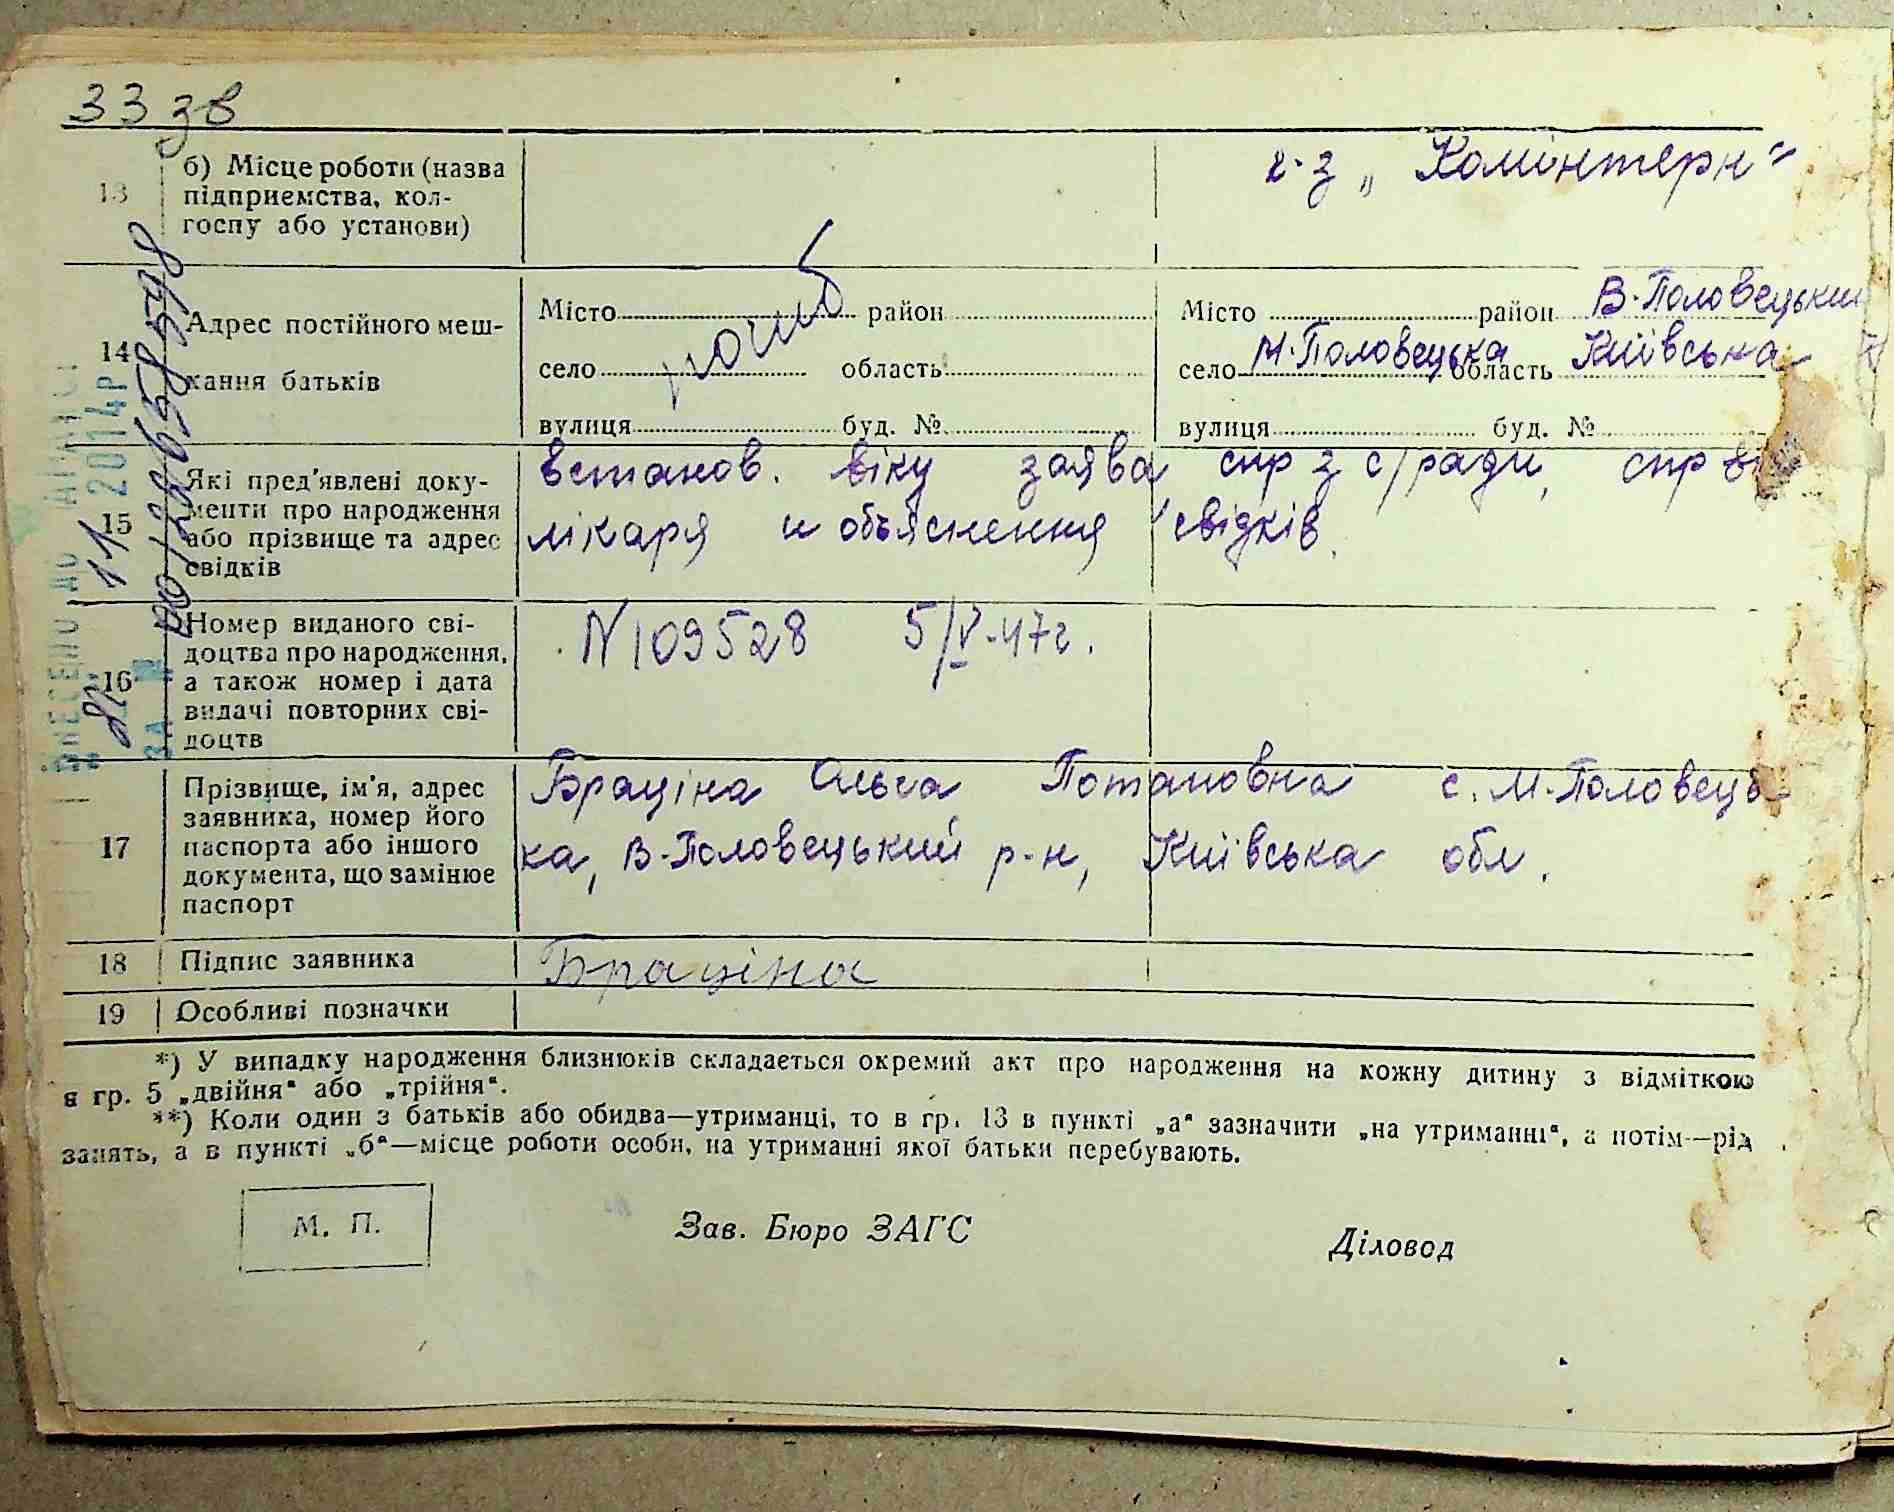 33 зв
13
б) Місце роботи (назва
підприємства, кол-
госпу або установи)
к-з „Комінтерн"
14
Адрес постійного меш-
кання батьків
Місто район
село область
вулиця буд. №
Місто район В-Половецький
село М-Половецька область Київська
вулиця буд. №
15
Які пред'явлені доку-
менти про народження
або прізвище та адрес
свідків
встанов. віку заява спр з с/ради, спр
лікаря и объяснення свідків.
16
Номер виданого сві-
доцтва про народження,
а також номер і дата
видачі повторних сві-
доцтв
N109528 5/V-47г.
17
Прізвище, ім'я, адрес
заявника, номер його
паспорта або іншого
документа, що замінює
паспорт
Браціна Ольга Потаповна с. М-Половець-
ка, В-Половецький р-н, Київська обл.
18 Підпис заявника
Браціна
19 Особливі позначки
*) У випадку народження близнюків складається окремий акт про народження на кожну дитину з відміткою
в гр. 5 „двійня" або „трійня".
**) Коли один з батьків або обидва—утриманці, то в гр. 13 в пункті „а" зазначити „на утриманні", а потім—рід
занять, а в пункті „б"—місце роботи особи, на утриманні якої батьки перебувають.
М. П.
Зав. Бюро ЗАГС
Діловод
11 2014р